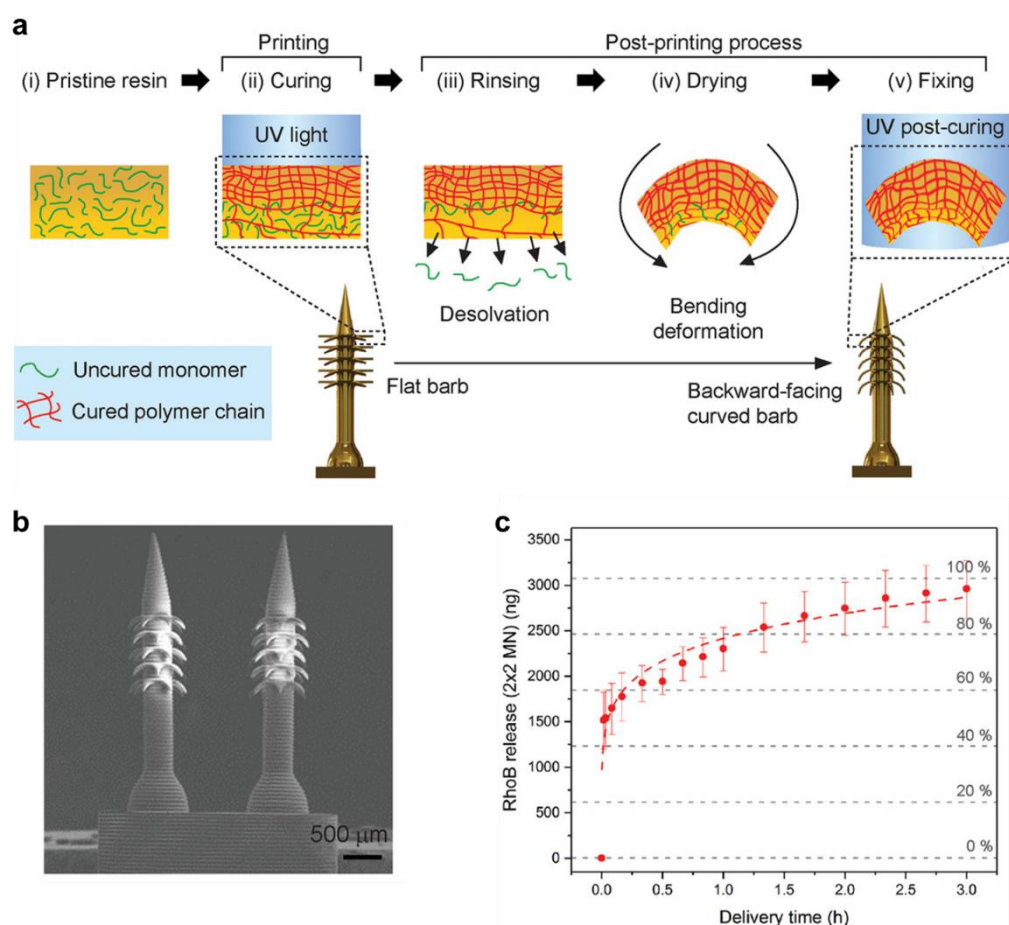 a
Printing
Post-printing process
(i) Pristine resin
(ii) Curing
(iii) Rinsing
(iv) Drying
(v) Fixing
UV light
UV post-curing
Desolvation
Bending
deformation
Uncured monomer
Cured polymer chain
Flat barb
Backward-facing
curved barb
b
500 μm
c
3500
3000
2500
2000
1500
1000
500
0
RhoB release (2x2 MN) (ng)
100 %
80 %
60 %
40 %
20 %
0 %
0.0 0.5 1.0 1.5 2.0 2.5 3.0
Delivery time (h)